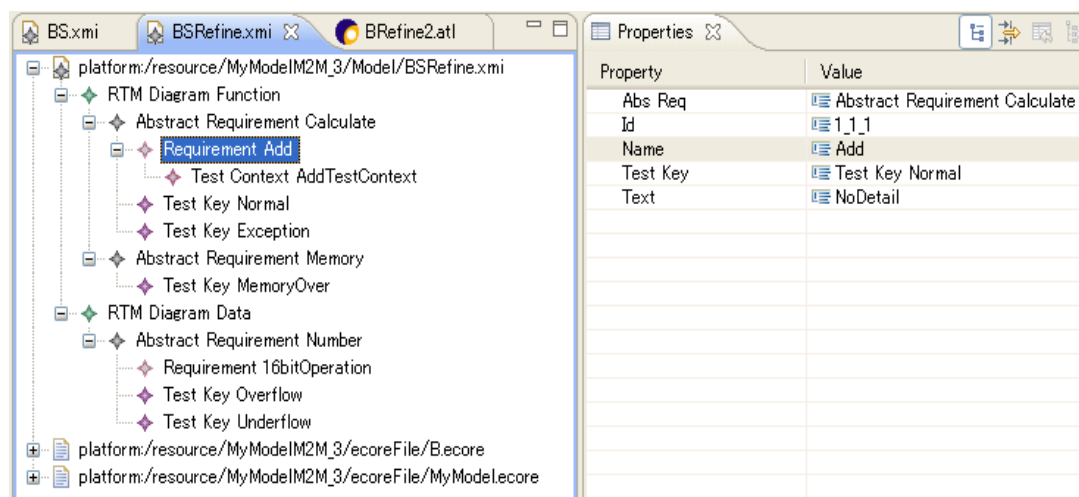 BS.xmi
BSRefine.xmi
BRefine2.atl
platform:/resource/MyModelM2M_3/Model/BSRefine.xmi
RTM Diagram Function
Abstract Requirement Calculate
Requirement Add
Test Context AddTestContext
Test Key Normal
Test Key Exception
Abstract Requirement Memory
Test Key MemoryOver
RTM Diagram Data
Abstract Requirement Number
Requirement 16bitOperation
Test Key Overflow
Test Key Underflow
platform:/resource/MyModelM2M_3/ecoreFile/B.ecore
platform:/resource/MyModelM2M_3/ecoreFile/MyModel.ecore
Properties
Property Value
Abs Req Abstract Requirement Calculate
Id 1_1_1
Name Add
Test Key Test Key Normal
Text NoDetail